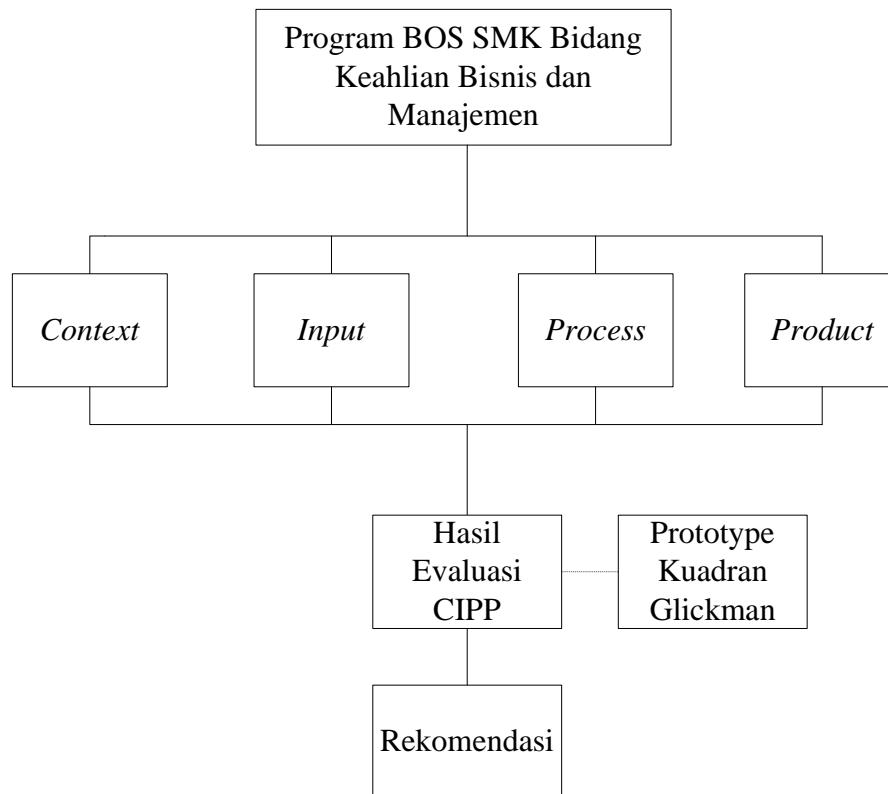 Program BOS SMK Bidang
Keahlian Bisnis dan
Manajemen
Context
Input
Process
Product
Hasil
Evaluasi
CIPP
Prototype
Kuadran
Glickman
Rekomendasi